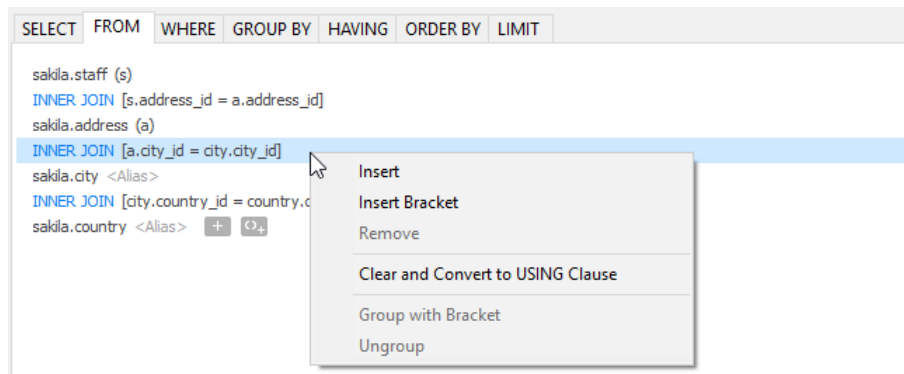 SELECT FROM WHERE GROUP BY HAVING ORDER BY LIMIT
sakila.staff (s)
INNER JOIN [s.address_id = a.address_id]
sakila.address (a)
INNER JOIN [a.city_id = city.city_id]
sakila.city <Alias>
INNER JOIN [city.country_id = country.c
sakila.country <Alias>
Insert
Insert Bracket
Remove
Clear and Convert to USING Clause
Group with Bracket
Ungroup